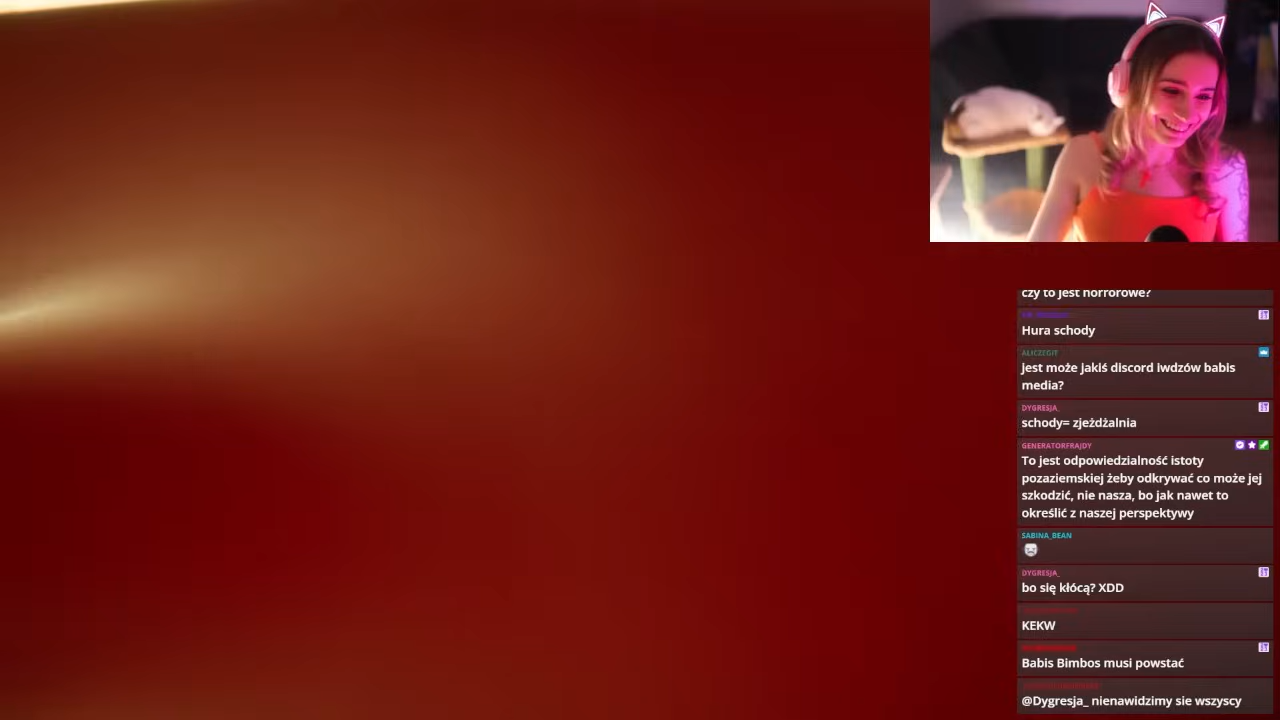 czy to jest horrorowe?
Hura schody
ALICZEGIT
jest może jakiś discord iwdzów babis
media?
DYGRESJA_
schody= zjeżdżalnia
GENERATORFRAJDY
To jest odpowiedzialność istoty
pozaziemskiej żeby odkrywać co może jej
szkodzić, nie nasza, bo jak nawet to
określić z naszej perspektywy
SABINA_BEAN
DYGRESJA_
bo się kłócą? XDD
KEKW
Babis Bimbos musi powstać
@Dygresja_ nienawidzimy sie wszyscy